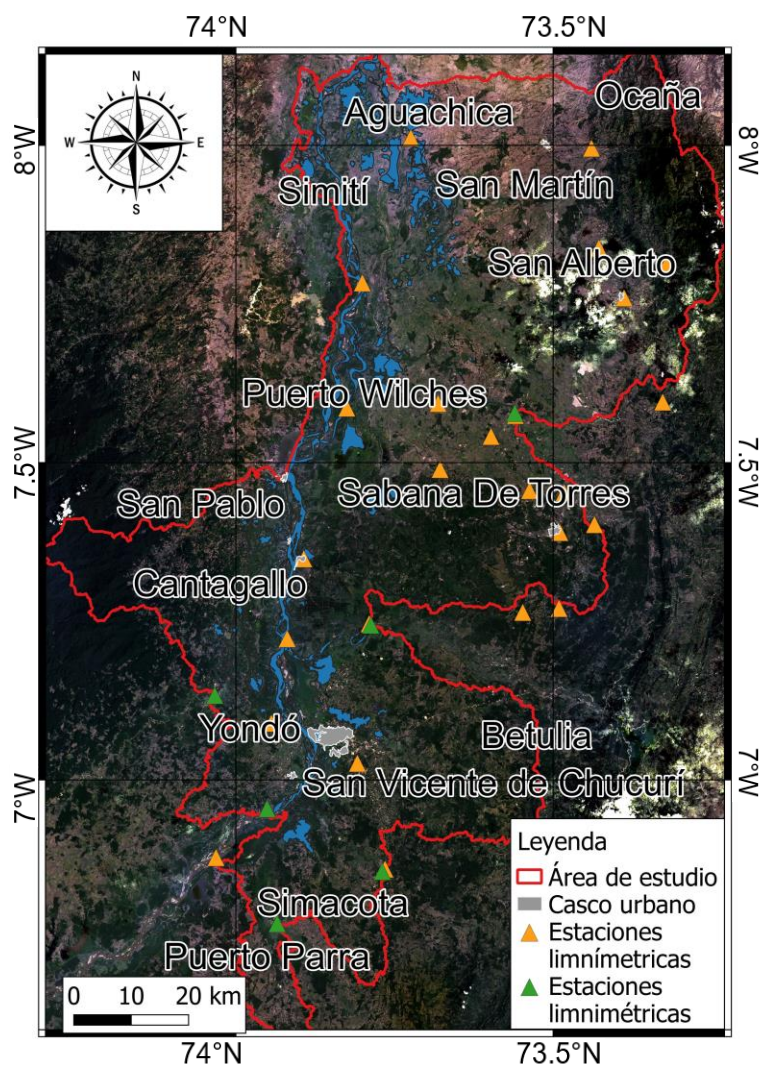 74°N 73.5°N
N
W E
S
Ocaña
Aguachica
8°W 8°W
San Martín
Simití
San Alberto
Puerto Wilches
7.5°W 7.5°W
Sabana De Torres
San Pablo
Cantagallo
Yondó
Betulia
San Vicente de Chucurí
7°W 7°W
Simacota
Puerto Parra
Leyenda
Área de estudio
Casco urbano
Estaciones
limnímetricas
Estaciones
limnimétricas
0 10 20 km
74°N 73.5°N